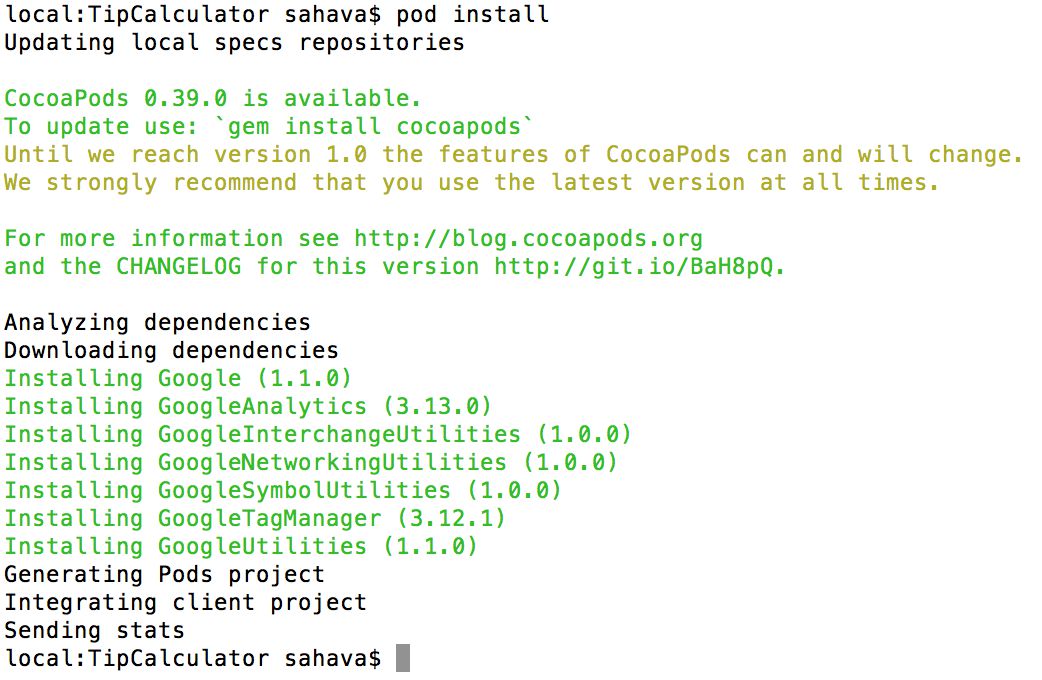 local:TipCalculator sahava$ pod install
Updating local specs repositories
CocoaPods 0.39.0 is available.
To update use: `gem install cocoapods`
Until we reach version 1.0 the features of CocoaPods can and will change.
We strongly recommend that you use the latest version at all times.
For more information see http://blog.cocoapods.org
and the CHANGELOG for this version http://git.io/BaH8pQ.
Analyzing dependencies
Downloading dependencies
Installing Google (1.1.0)
Installing GoogleAnalytics (3.13.0)
Installing GoogleInterchangeUtilities (1.0.0)
Installing GoogleNetworkingUtilities (1.0.0)
Installing GoogleSymbolUtilities (1.0.0)
Installing GoogleTagManager (3.12.1)
Installing GoogleUtilities (1.1.0)
Generating Pods project
Integrating client project
Sending stats
local:TipCalculator sahava$